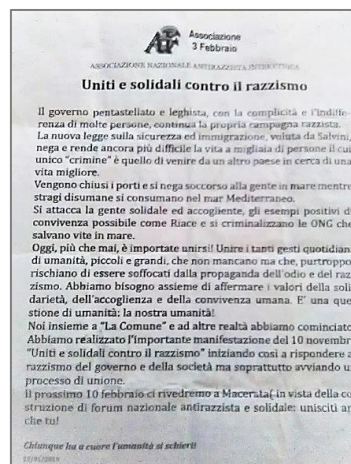 Associazione
3 Febbraio
ASSOCIAZIONE NAZIONALE ANTIRAZZISTA INTERETNICA
Uniti e solidali contro il razzismo
Il governo pentastellato e leghista, con la complicità e l'indiffe-
renza di molte persone, continua la propria campagna razzista.
La nuova legge sulla sicurezza ed immigrazione, voluta da Salvini,
nega e rende ancora più difficile la vita a migliaia di persone il cui
unico "crimine" è quello di venire da un altro paese in cerca di una
vita migliore.
Vengono chiusi i porti e si nega soccorso alla gente in mare mentre
stragi disumane si consumano nel mar Mediterraneo.
Si attacca la gente solidale ed accogliente, gli esempi positivi di
convivenza possibile come Riace e si criminalizzano le ONG che
salvano vite in mare.
Oggi, più che mai, è importate unirsi! Unire i tanti gesti quotidian
di umanità, piccoli e grandi, che non mancano ma che, purtroppo
rischiano di essere soffocati dalla propaganda dell'odio e del raz
zismo. Abbiamo bisogno assieme di affermare i valori della soli
darietà, dell'accoglienza e della convivenza umana. E' una que
stione di umanità: la nostra umanità!
Noi insieme a "La Comune" e ad altre realtà abbiamo cominciato
Abbiamo realizzato l'importante manifestazione del 10 novembr
"Uniti e solidali contro il razzismo" iniziando così a rispondere a
razzismo del governo e della società ma soprattutto avviando u
processo di unione.
Il prossimo 10 febbraio ci rivedremo a Macerata( in vista della co
struzione di forum nazionale antirazzista e solidale: unisciti ar
che tu!
Chiunque ha a cuore l'umanità si schieri!